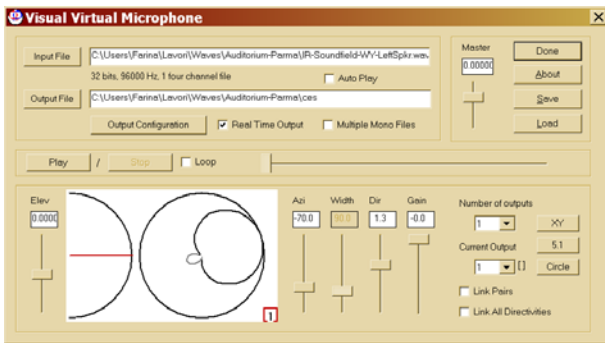 Visual Virtual Microphone
Input File C:\Users\Farina\Lavori\Waves\Auditorium-Parma\IR-Soundfield-WY-LeftSpkr.wav
32 bits, 96000 Hz, 1 four channel file Auto Play
Output File C:\Users\Farina\Lavori\Waves\Auditorium-Parma\ces
Output Configuration Real Time Output Multiple Mono Files
Master
0.00000
Done
About
Save
Load
Play / Stop Loop
Elev
0.0000
1
Azi Width Dir Gain
-70.0 90.0 1.3 -0.0
Number of outputs
1 XY
Current Output 5.1
1 [] Circle
Link Pairs
Link All Directivities